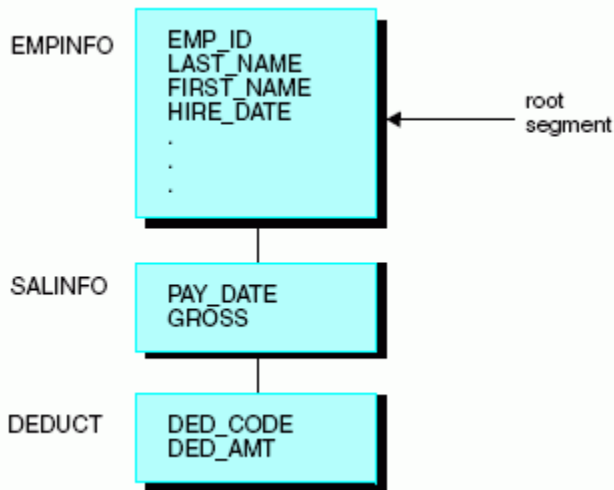 EMPINFO
EMP_ID
LAST_NAME
FIRST_NAME
HIRE_DATE
.
.
.
root
segment
SALINFO
PAY_DATE
GROSS
DEDUCT
DED_CODE
DED_AMT